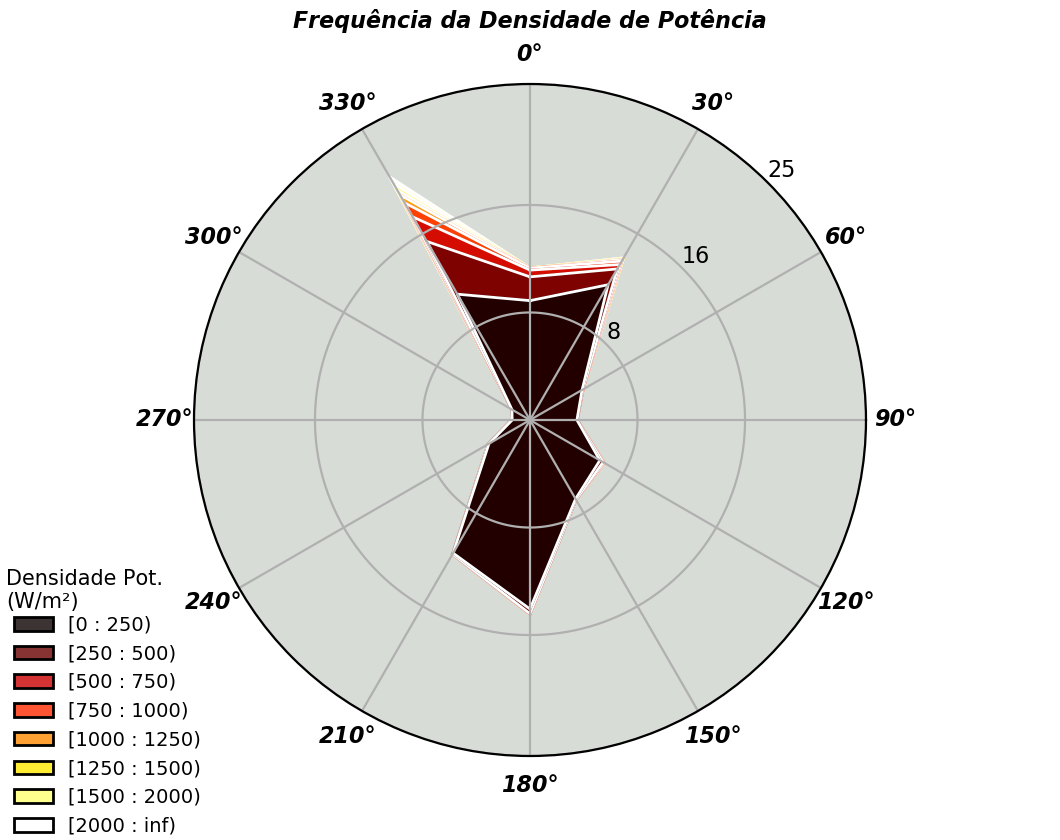 Frequência da Densidade de Potência
0°
330°
30°
25
300°
60°
16
8
270°
90°
240°
120°
210°
150°
180°
Densidade Pot.
(W/m²)
[0 : 250)
[250 : 500)
[500 : 750)
[750 : 1000)
[1000 : 1250)
[1250 : 1500)
[1500 : 2000)
[2000 : inf)